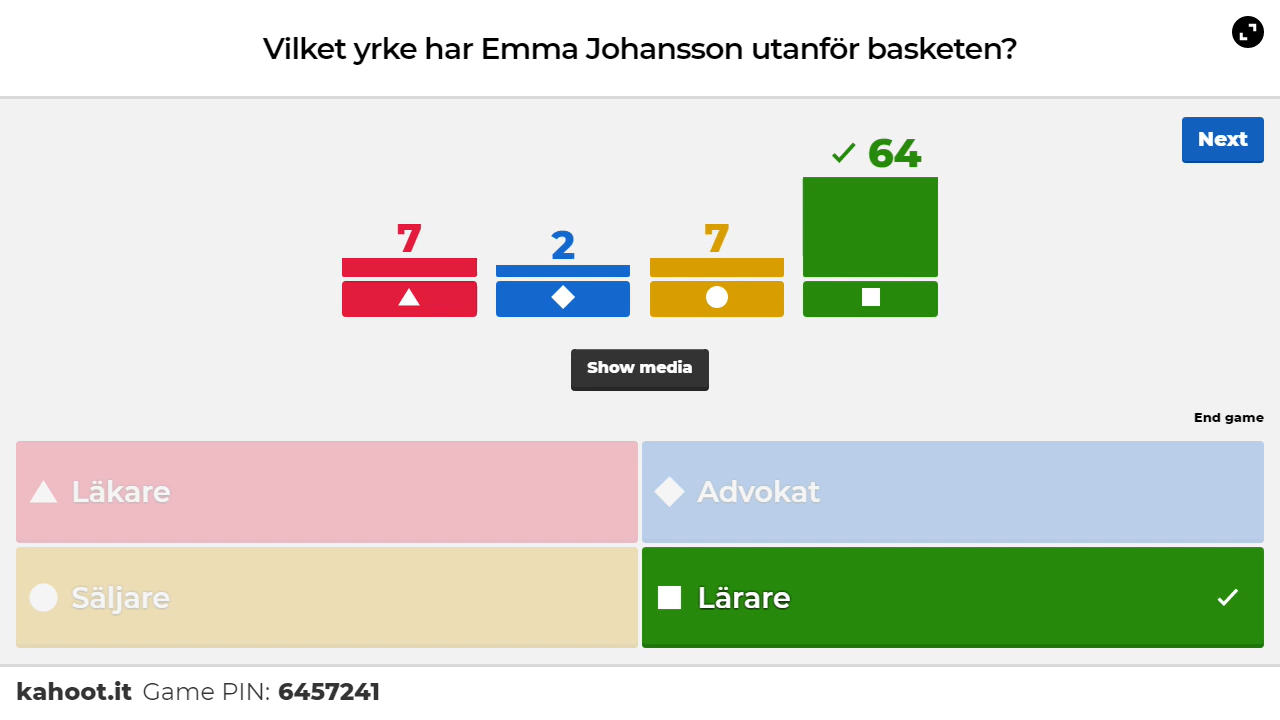 Vilket yrke har Emma Johansson utanför basketen?
Next
64
7
2
7
Show media
End game
Läkare
Advokat
Säljare
Lärare
kahoot.it Game PIN: 6457241